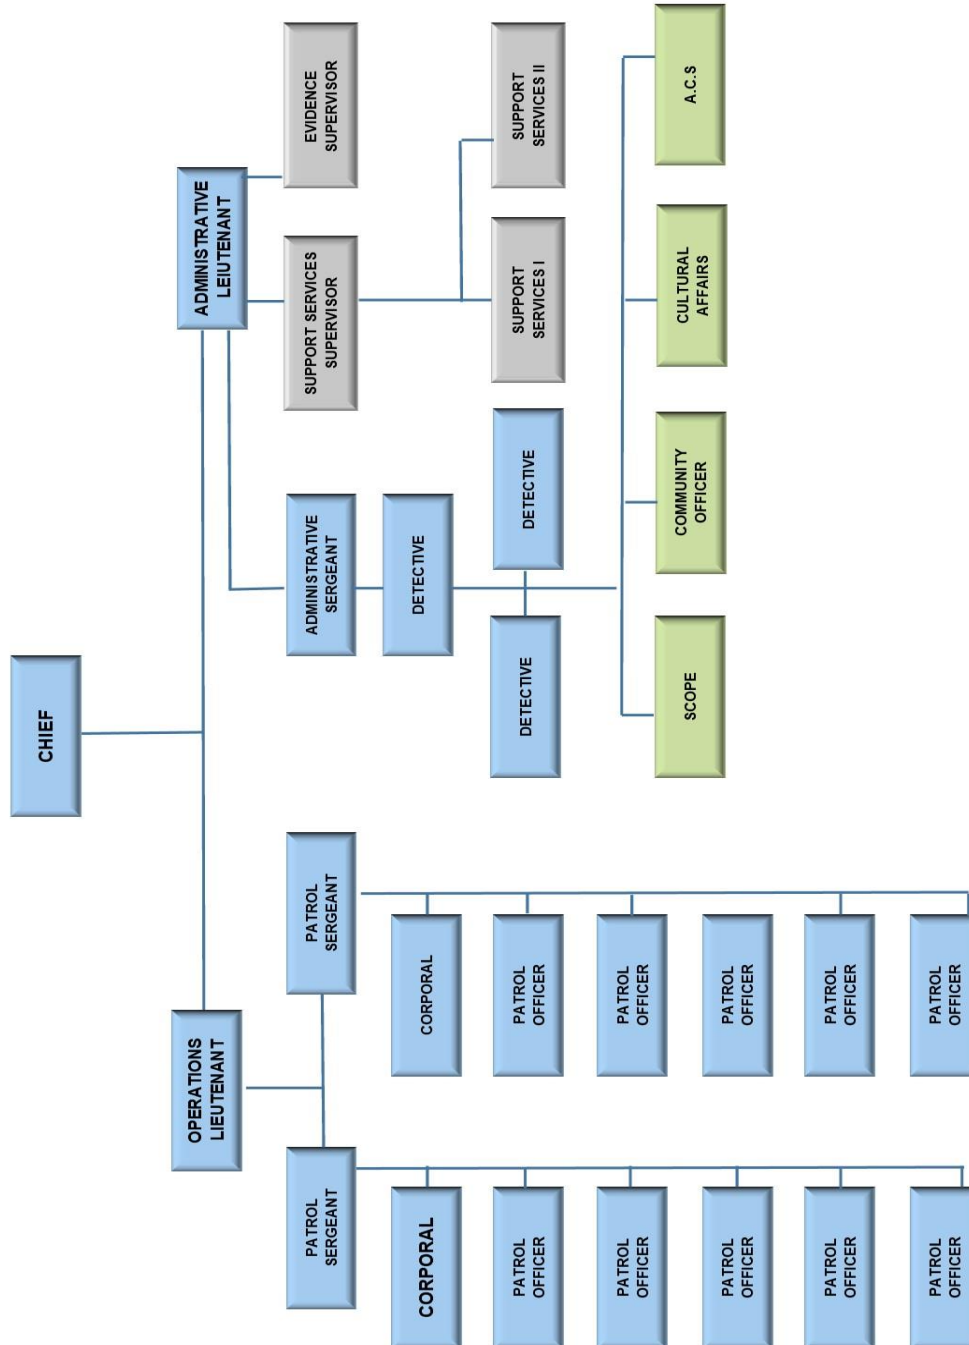 CHIEF
OPERATIONS
LIEUTENANT
ADMINISTRATIVE
LEIUTENANT
PATROL
SERGEANT
PATROL
SERGEANT
ADMINISTRATIVE
SERGEANT
SUPPORT SERVICES
SUPERVISOR
EVIDENCE
SUPERVISOR
CORPORAL
CORPORAL
DETECTIVE
PATROL
OFFICER
PATROL
OFFICER
DETECTIVE
DETECTIVE
SUPPORT
SERVICES I
SUPPORT
SERVICES II
PATROL
OFFICER
PATROL
OFFICER
SCOPE
COMMUNITY
OFFICER
CULTURAL
AFFAIRS
A.C.S
PATROL
OFFICER
PATROL
OFFICER
PATROL
OFFICER
PATROL
OFFICER
PATROL
OFFICER
PATROL
OFFICER